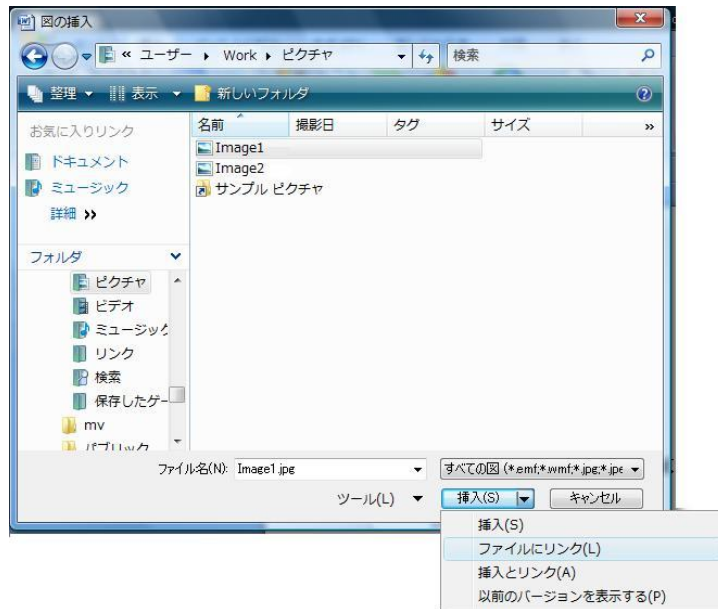 図の挿入
« ユーザー ▸ Work ▸ ピクチャ 検索
整理 表示 新しいフォルダ
お気に入りリンク
ドキュメント
ミュージック
詳細 »
名前 撮影日 タグ サイズ »
Image1
Image2
サンプル ピクチャ
フォルダ
ピクチャ
ビデオ
ミュージック
リンク
検索
保存したゲー
mv
パブリック
ファイル名(N): Image1.jpg すべての図 (*.emf;*.wmf;*.jpg;*.jpe
ツール(L) 挿入(S) キャンセル
挿入(S)
ファイルにリンク(L)
挿入とリンク(A)
以前のバージョンを表示する(P)